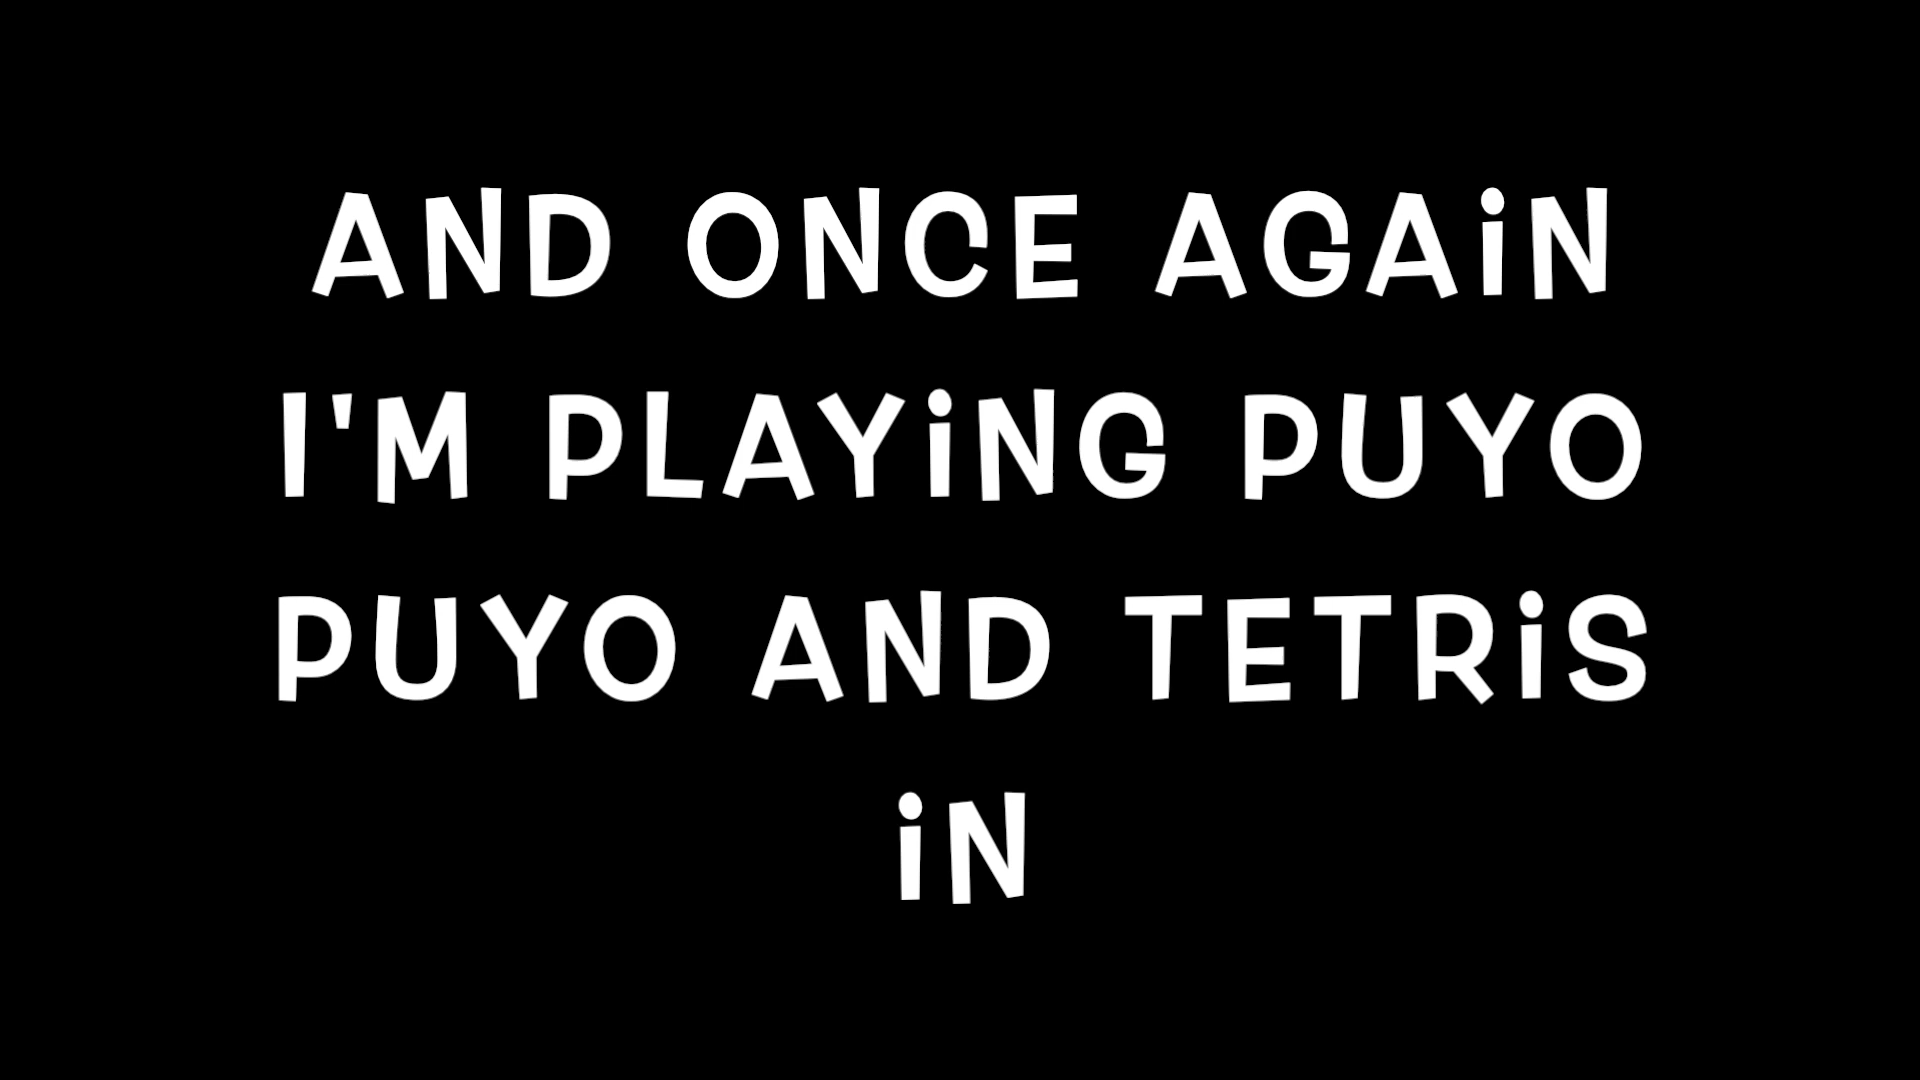 AND ONCE AGAiN
I'M PLAYiNG PUYO
PUYO AND TETRiS
iN